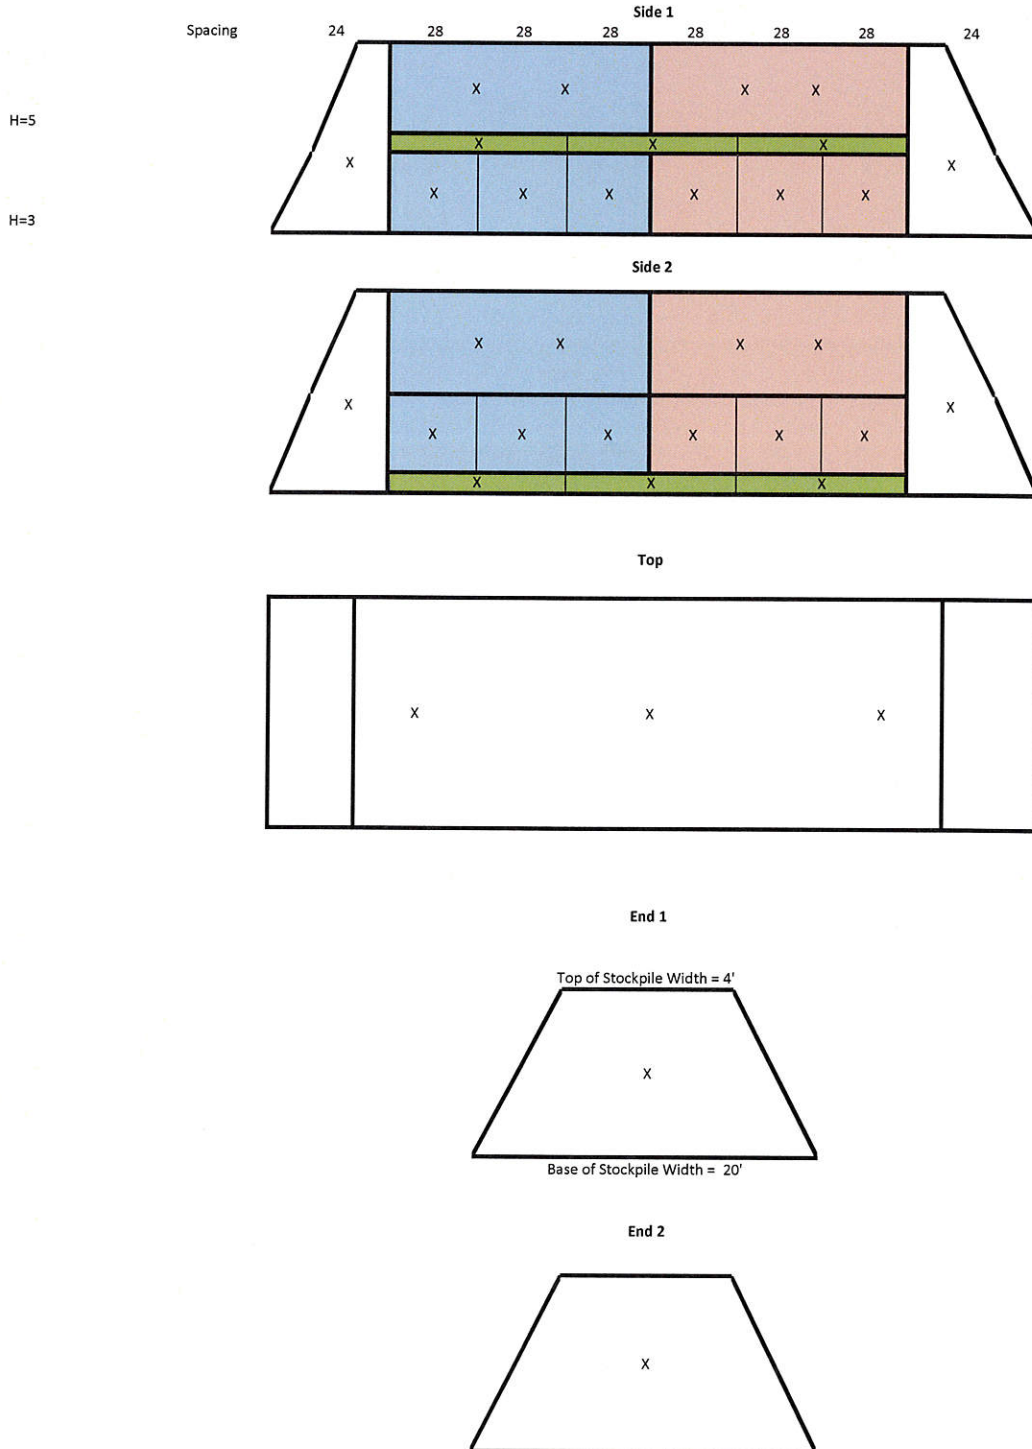 Side 1
Spacing 24 28 28 28 28 28 28 24
X X X X
H=5
X X X
X X
X X X X X X
H=3
Side 2
X X X X
X X
X X X X X X
X X X
Top
X X X
End 1
Top of Stockpile Width = 4'
X
Base of Stockpile Width = 20'
End 2
X